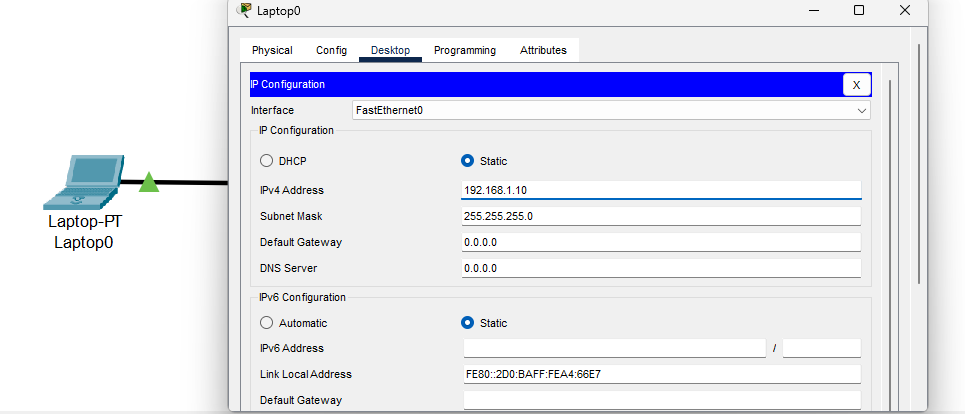 Laptop0
Physical Config Desktop Programming Attributes
IP Configuration X
Interface FastEthernet0
IP Configuration
DHCP Static
IPv4 Address 192.168.1.10
Subnet Mask 255.255.255.0
Default Gateway 0.0.0.0
DNS Server 0.0.0.0
IPv6 Configuration
Automatic Static
IPv6 Address /
Link Local Address FE80::2D0:BAFF:FEA4:66E7
Default Gateway
Laptop-PT
Laptop0